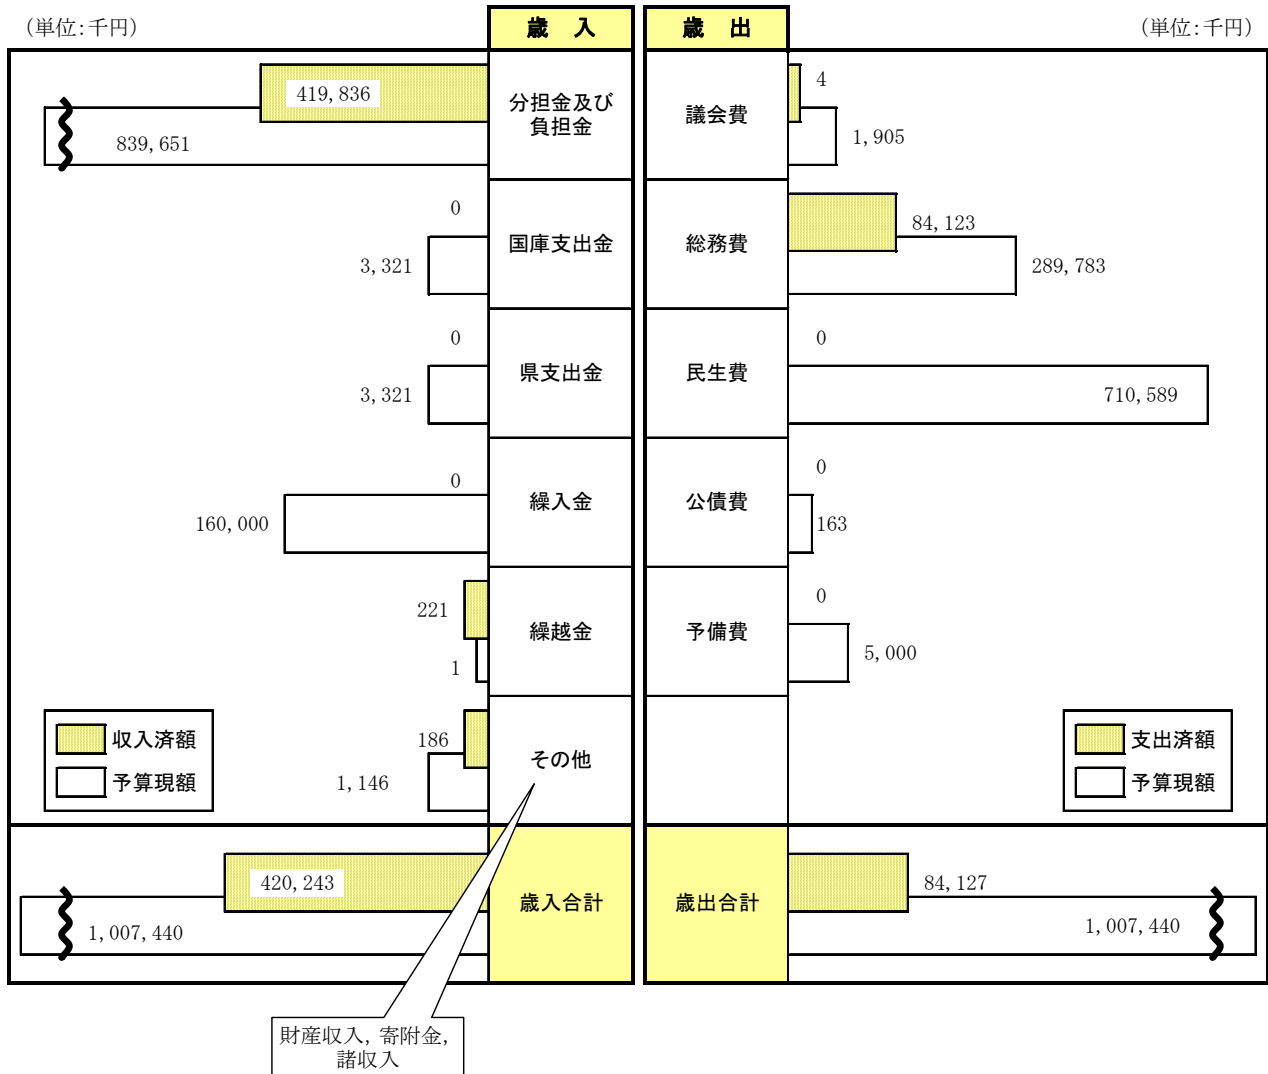 (単位:千円)
歳 入
歳 出
(単位:千円)
419,836
839,651
分担金及び
負担金
議会費
4
1,905
0
3,321
国庫支出金
総務費
84,123
289,783
0
3,321
県支出金
民生費
0
710,589
0
160,000
繰入金
公債費
0
163
221
1
繰越金
予備費
0
5,000
収入済額
予算現額
186
1,146
その他
支出済額
予算現額
420,243
1,007,440
歳入合計
歳出合計
84,127
1,007,440
財産収入,寄附金,
諸収入